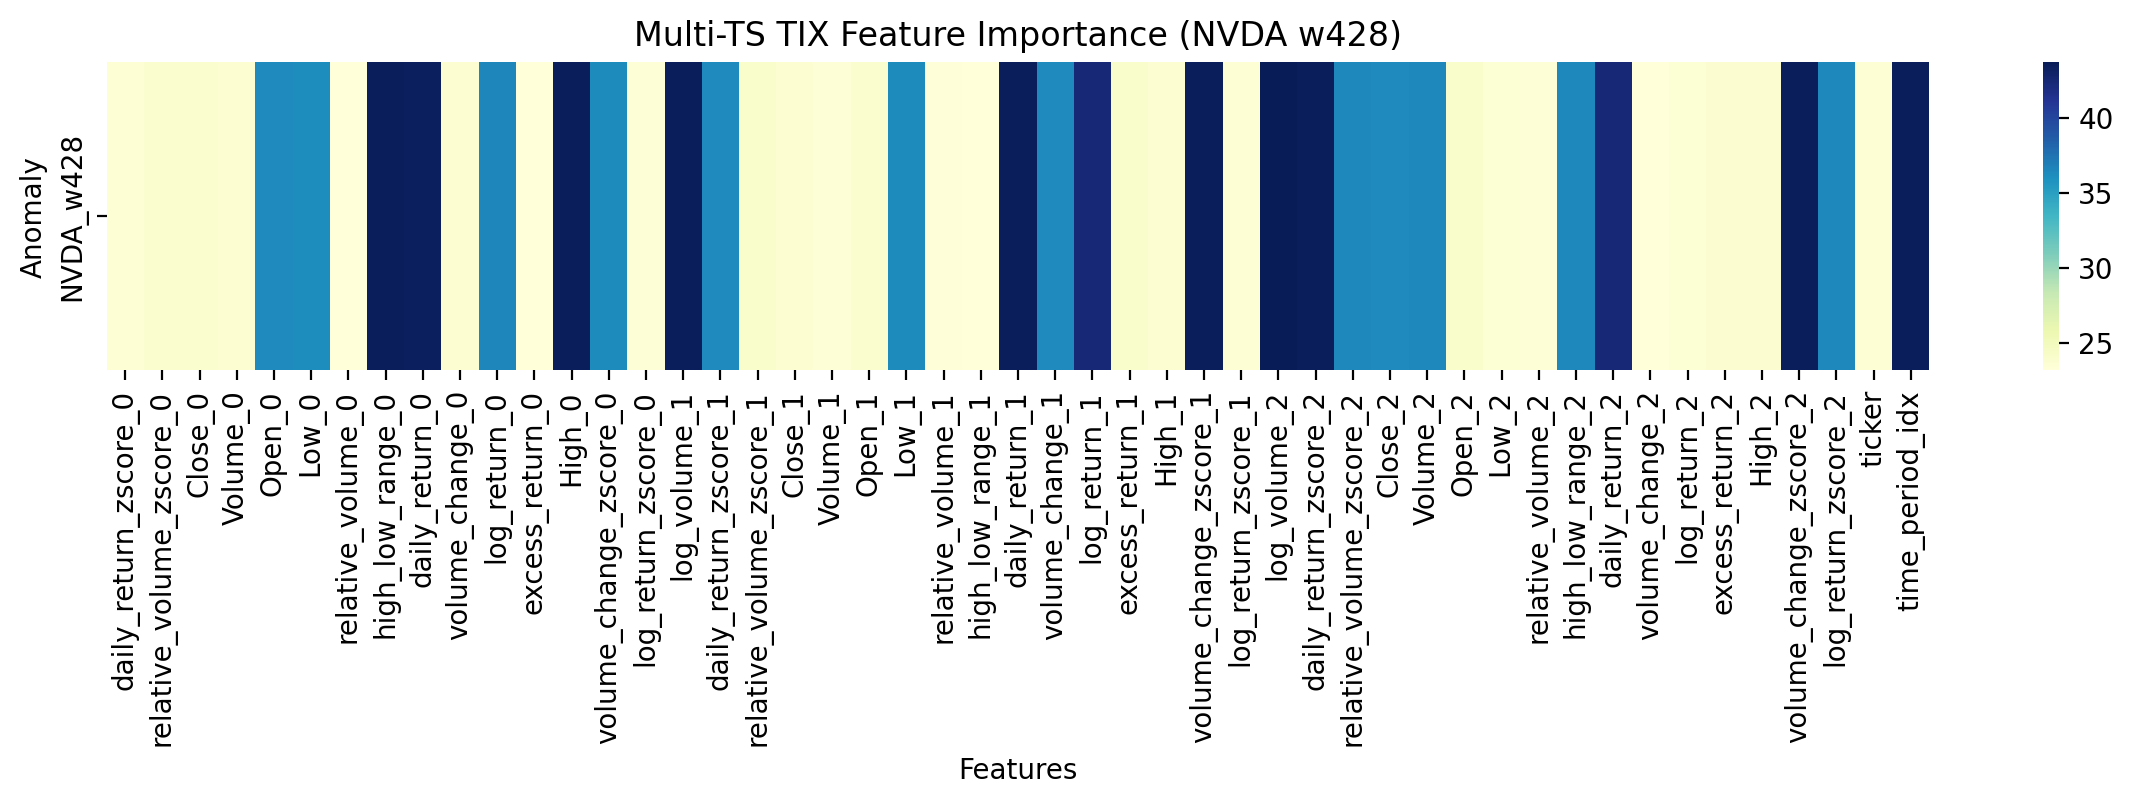 Multi-TS TIX Feature Importance (NVDA w428)
Anomaly
NVDA_w428
40
35
30
25
daily_return_zscore_0
relative_volume_zscore_0
Close_0
Volume_0
Open_0
Low_0
relative_volume_0
high_low_range_0
daily_return_0
volume_change_0
log_return_0
excess_return_0
High_0
volume_change_zscore_0
log_return_zscore_0
log_volume_1
daily_return_zscore_1
relative_volume_zscore_1
Close_1
Volume_1
Open_1
Low_1
relative_volume_1
high_low_range_1
daily_return_1
volume_change_1
log_return_1
excess_return_1
High_1
volume_change_zscore_1
log_return_zscore_1
log_volume_2
daily_return_zscore_2
relative_volume_zscore_2
Close_2
Volume_2
Open_2
Low_2
relative_volume_2
high_low_range_2
daily_return_2
volume_change_2
log_return_2
excess_return_2
High_2
volume_change_zscore_2
log_return_zscore_2
ticker
time_period_idx
Features